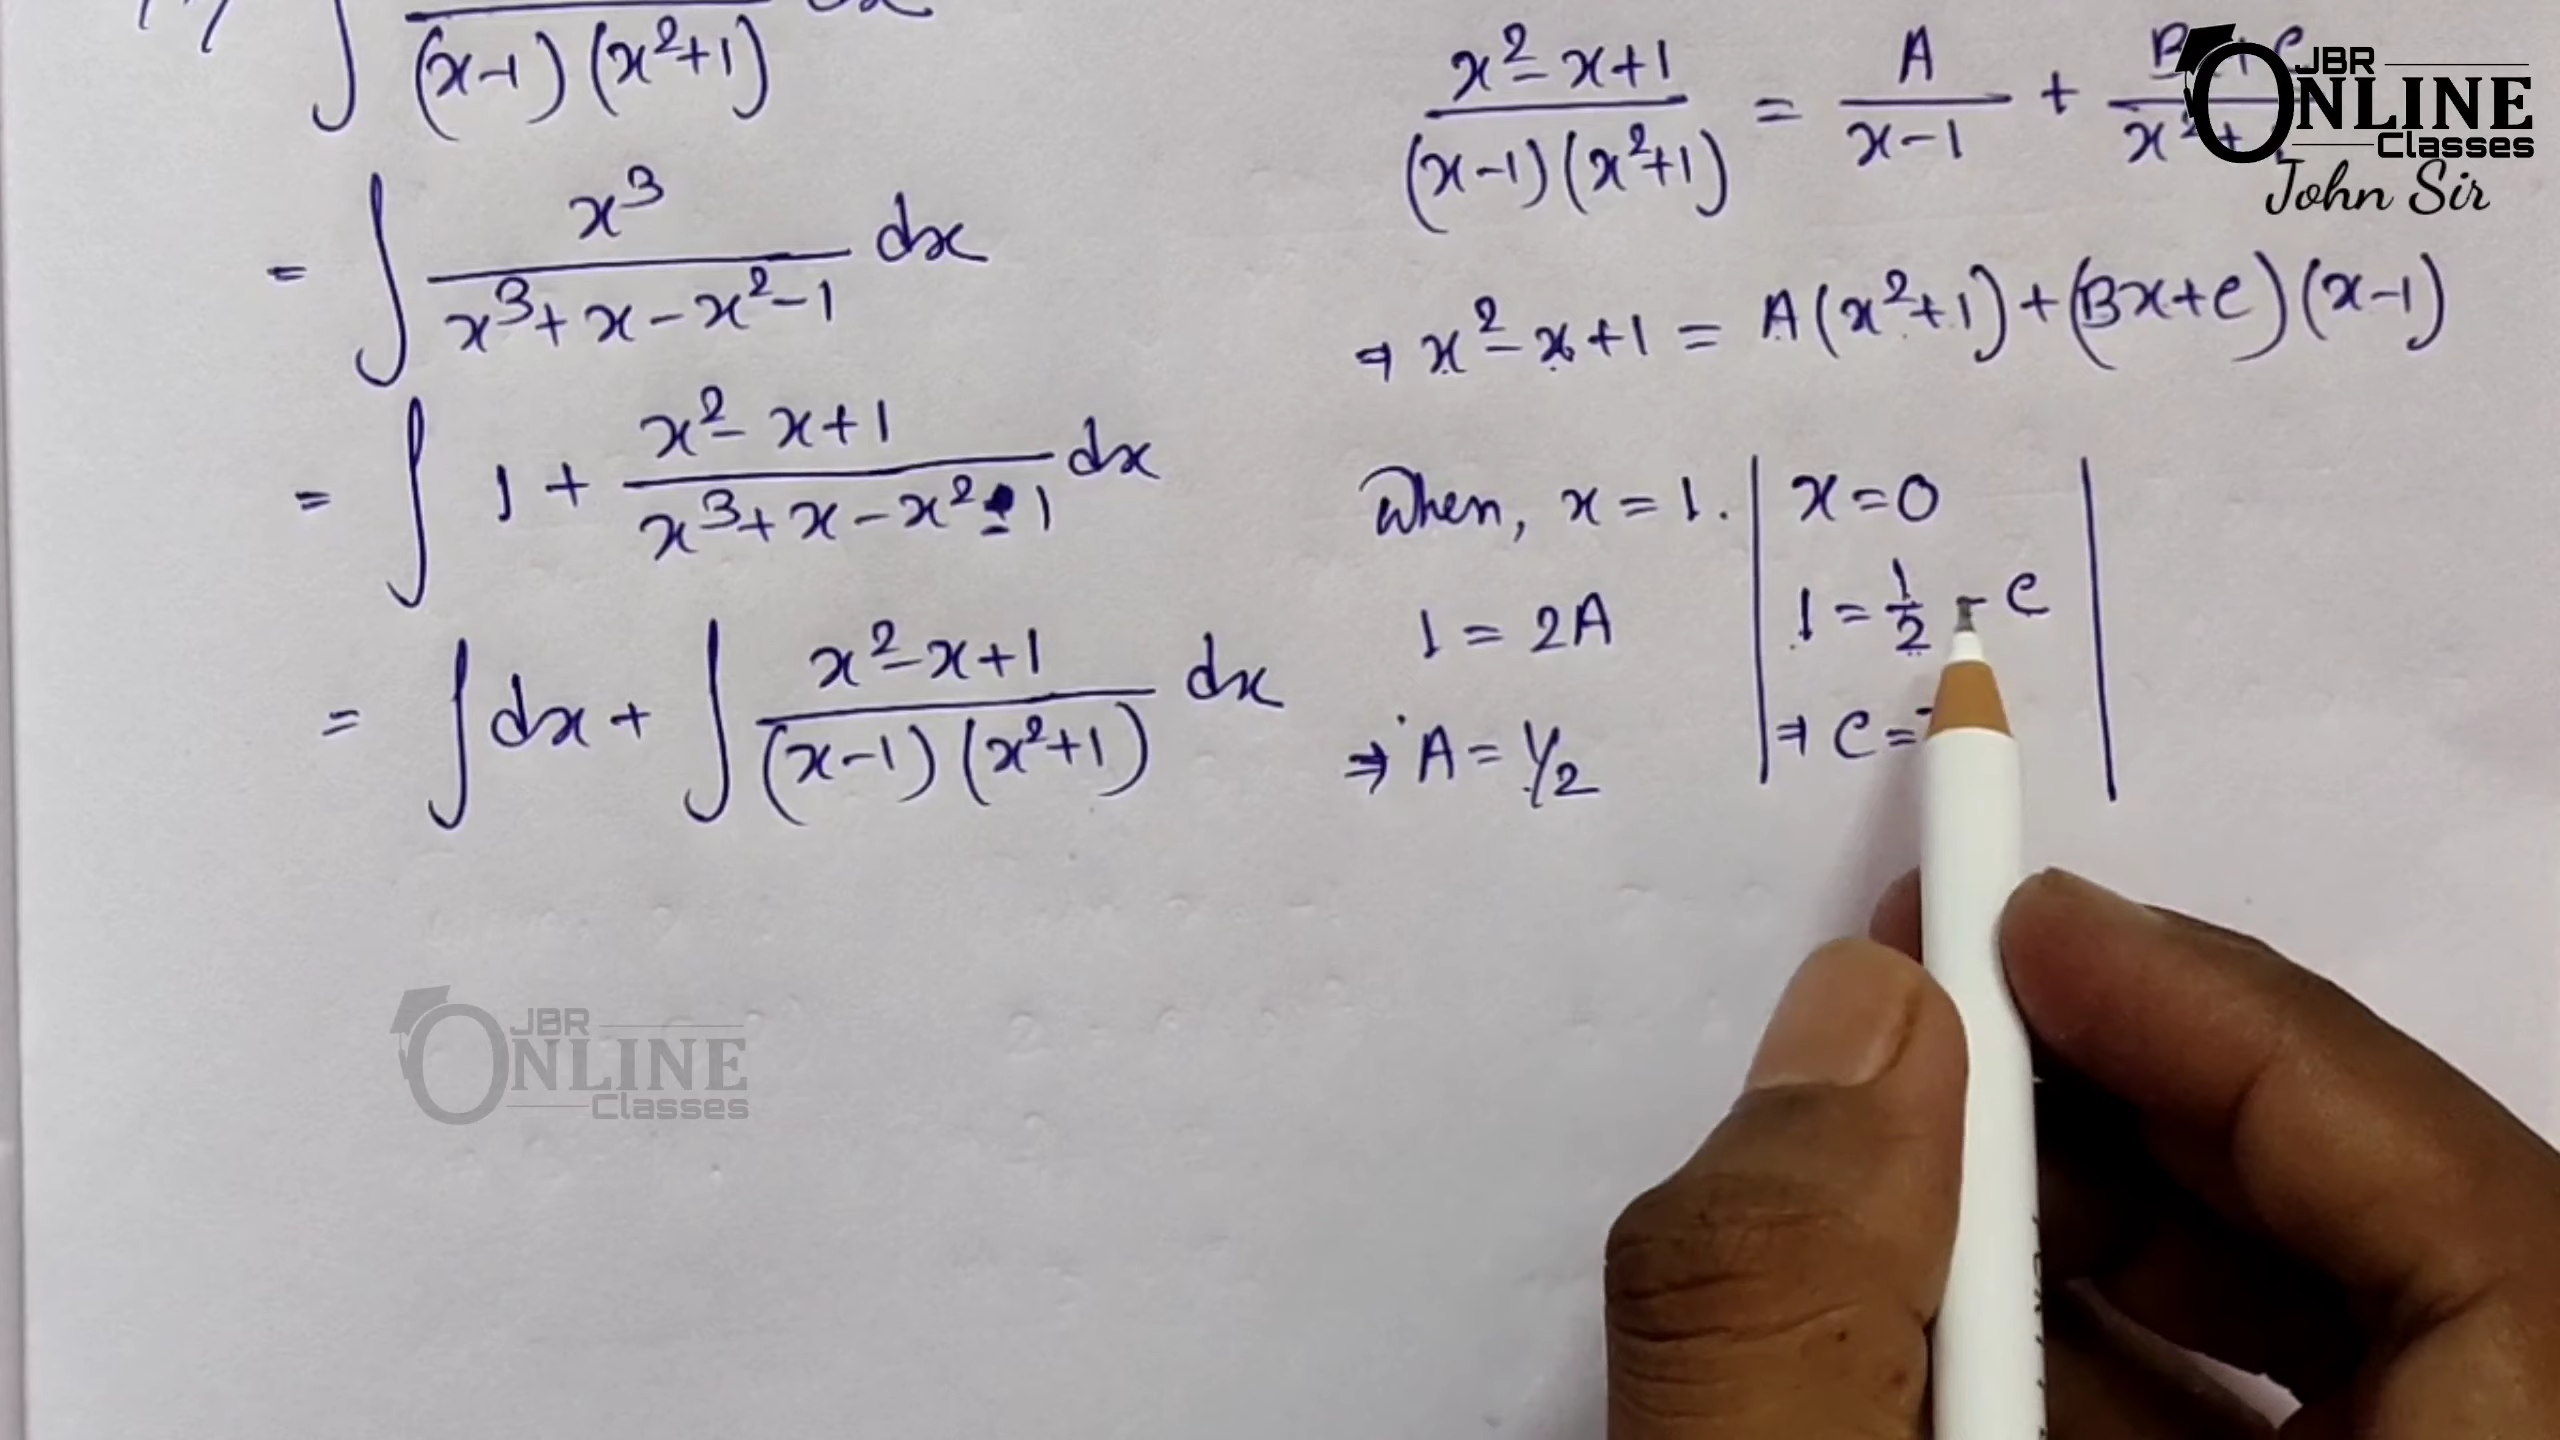 ∫ ―/(x-1)(x²+1) dx
= ∫ x³/(x³+x-x²-1) dx
= ∫ 1 + (x²-x+1)/(x³+x-x²-1) dx
= ∫dx + ∫ (x²-x+1)/((x-1)(x²+1)) dx
(x²-x+1)/((x-1)(x²+1)) = A/(x-1) + 
⇒ x²-x+1 = A(x²+1)+(Bx+C)(x-1)
When, x=1.
1 = 2A
⇒ A = 1/2
x=0
1 = 1/2 - C
⇒ C = -
JBR
ONLINE
Classes
John Sir
JBR
ONLINE
Classes